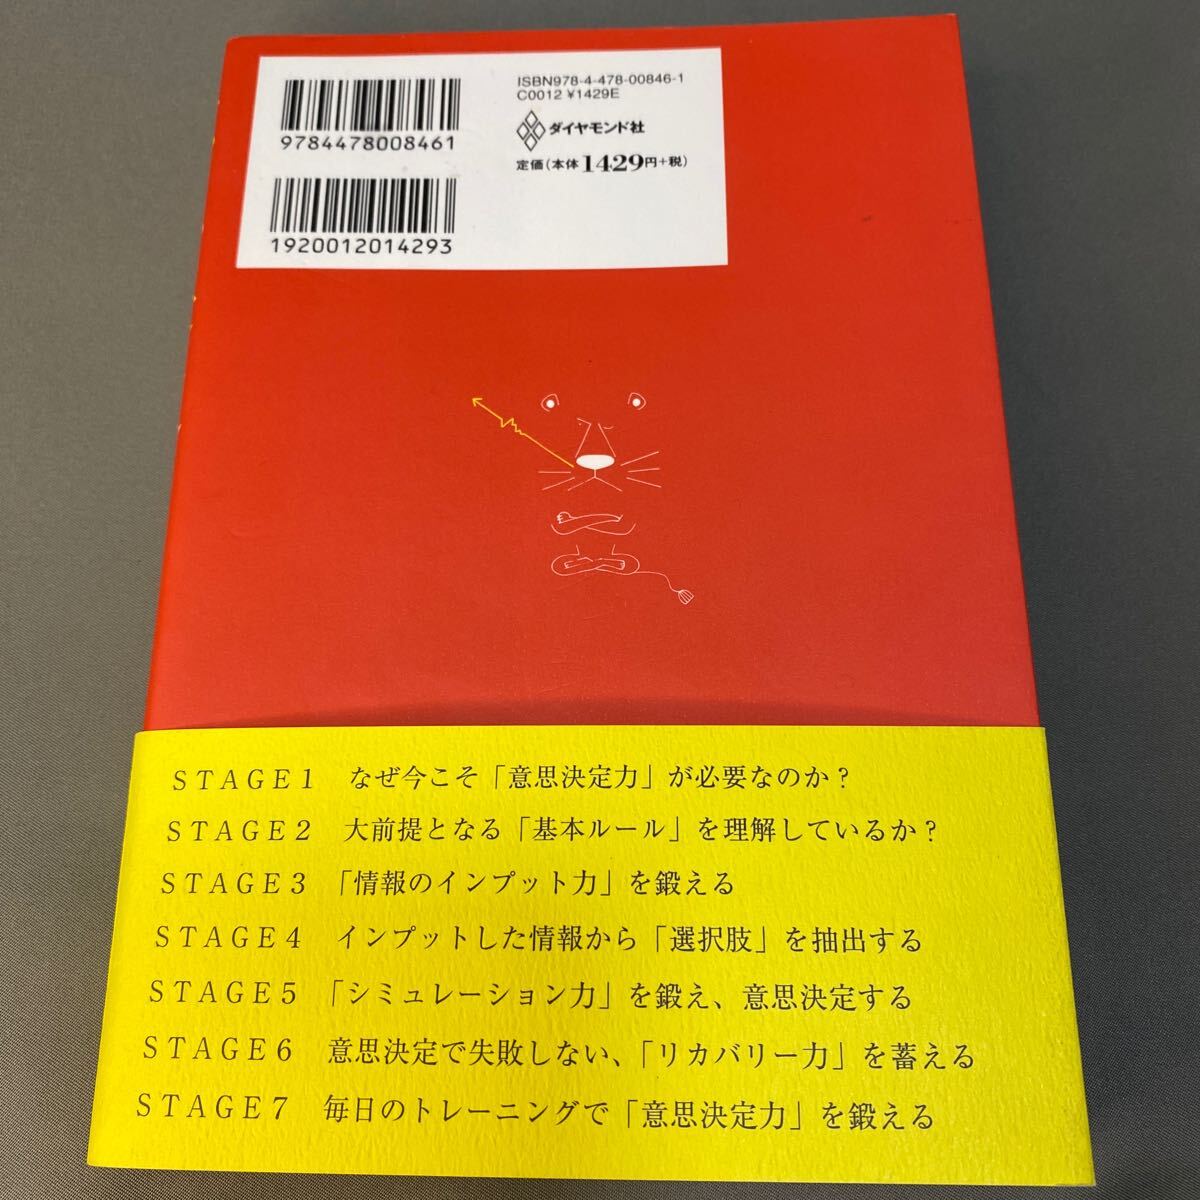 ISBN978-4-478-00846-1
C0012 ¥1429E
ダイヤモンド社
定価(本体1429円+税)
9784478008461
1920012014293
STAGE1 なぜ今こそ「意思決定力」が必要なのか?
STAGE2 大前提となる「基本ルール」を理解しているか?
STAGE3 「情報のインプット力」を鍛える
STAGE4 インプットした情報から「選択肢」を抽出する
STAGE5 「シミュレーション力」を鍛え、意思決定する
STAGE6 意思決定で失敗しない、「リカバリー力」を蓄える
STAGE7 毎日のトレーニングで「意思決定力」を鍛える